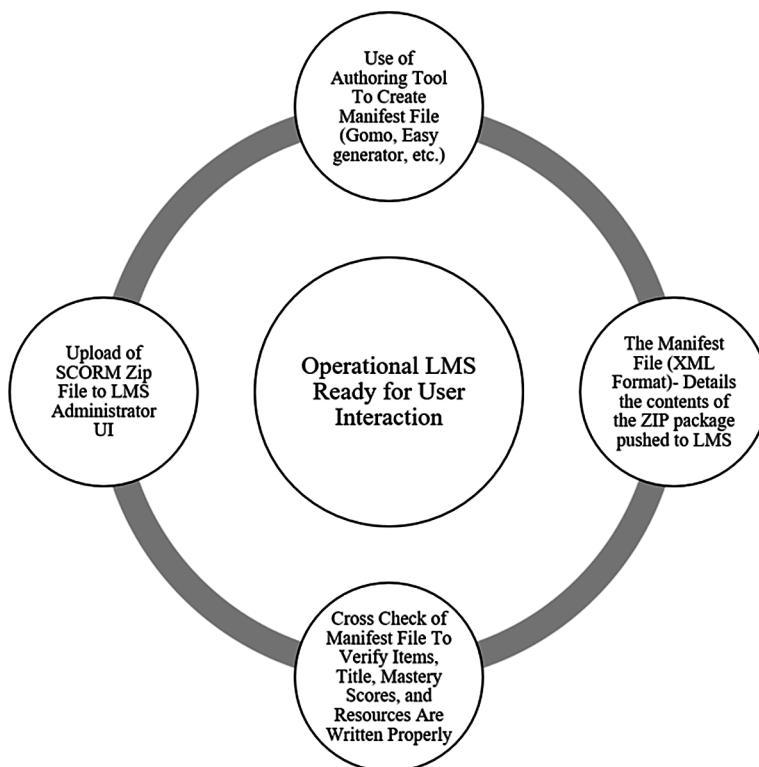 Use of
Authoring Tool
To Create
Manifest File
(Gomo, Easy
generator, etc.)
The Manifest
File (XML
Format)- Details
the contents of
the ZIP package
pushed to LMS
Cross Check of
Manifest File To
Verify Items,
Title, Mastery
Scores, and
Resources Are
Written Properly
Upload of
SCORM Zip
File to LMS
Administrator
UI
Operational LMS
Ready for User
Interaction